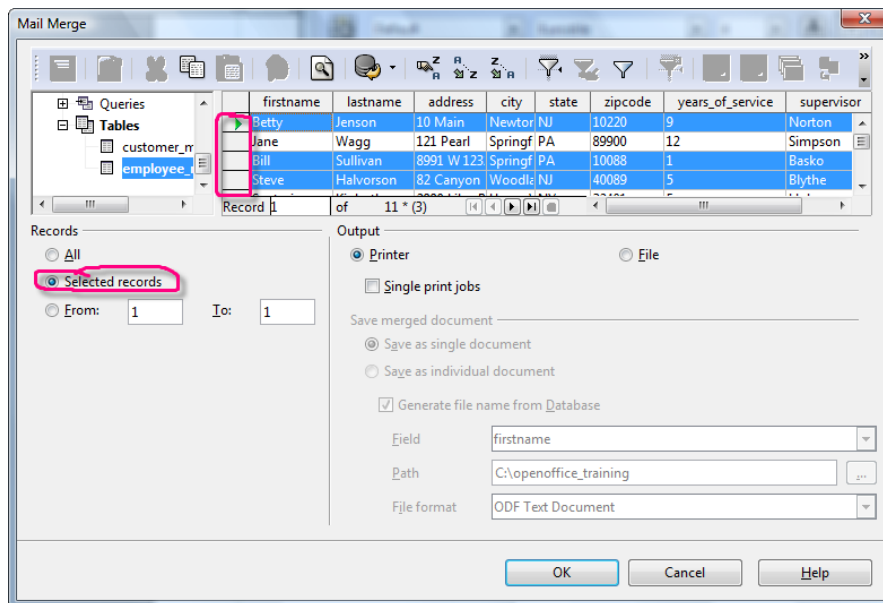 Mail Merge
Queries
Tables
customer_m
employee_
firstname lastname address city state zipcode years_of_service supervisor
Betty Jenson 10 Main Newtor NJ 10220 9 Norton
Jane Wagg 121 Pearl Springf PA 89900 12 Simpson
Bill Sullivan 8991 W 123 Springf PA 10088 1 Basko
Steve Halvorson 82 Canyon Woodla NJ 40089 5 Blythe
Record 1 of 11 * (3)
Records
All
Selected records
From: 1 To: 1
Output
Printer File
Single print jobs
Save merged document
Save as single document
Save as individual document
Generate file name from Database
Field firstname
Path C:\openoffice_training ...
File format ODF Text Document
OK Cancel Help